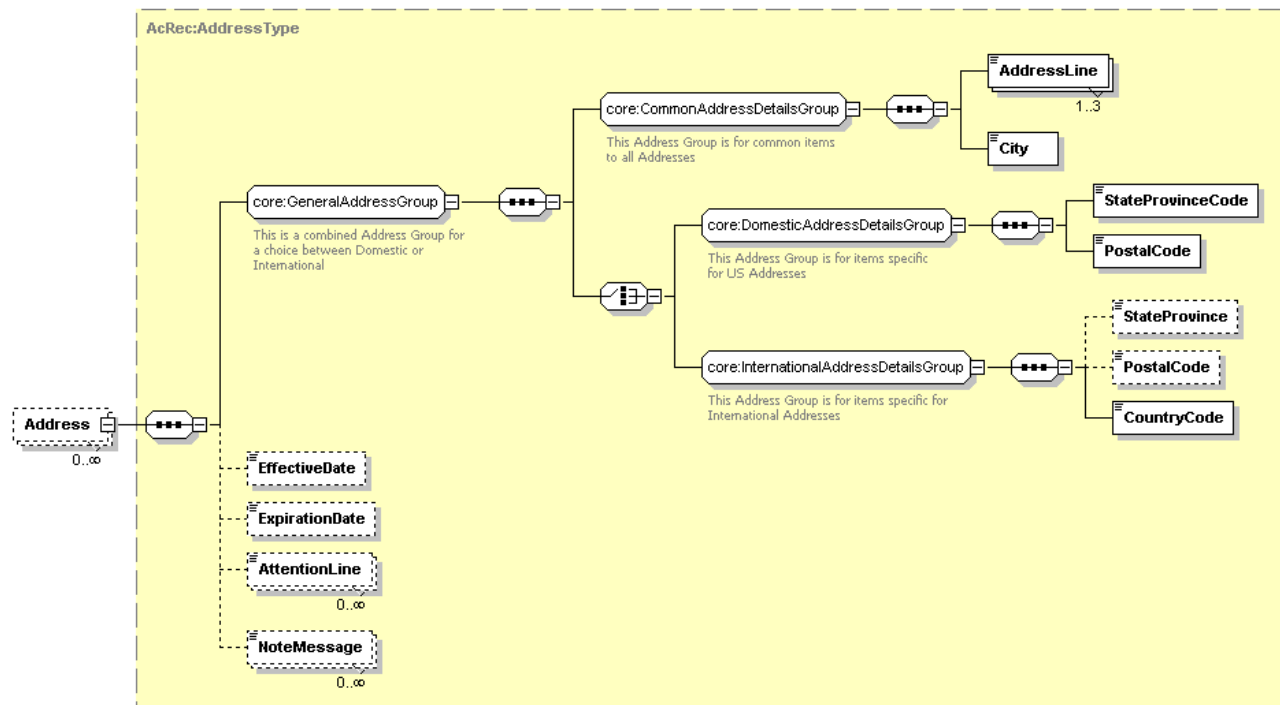 AcRec:AddressType
AddressLine
core:CommonAddressDetailsGroup
1..3
This Address Group is for common items
to all Addresses
City
core:GeneralAddressGroup
This is a combined Address Group for
a choice between Domestic or
International
StateProvinceCode
core:DomesticAddressDetailsGroup
PostalCode
This Address Group is for items specific
for US Addresses
StateProvince
core:InternationalAddressDetailsGroup
PostalCode
This Address Group is for items specific for
International Addresses
CountryCode
Address
0..∞
EffectiveDate
ExpirationDate
AttentionLine
0..∞
NoteMessage
0..∞